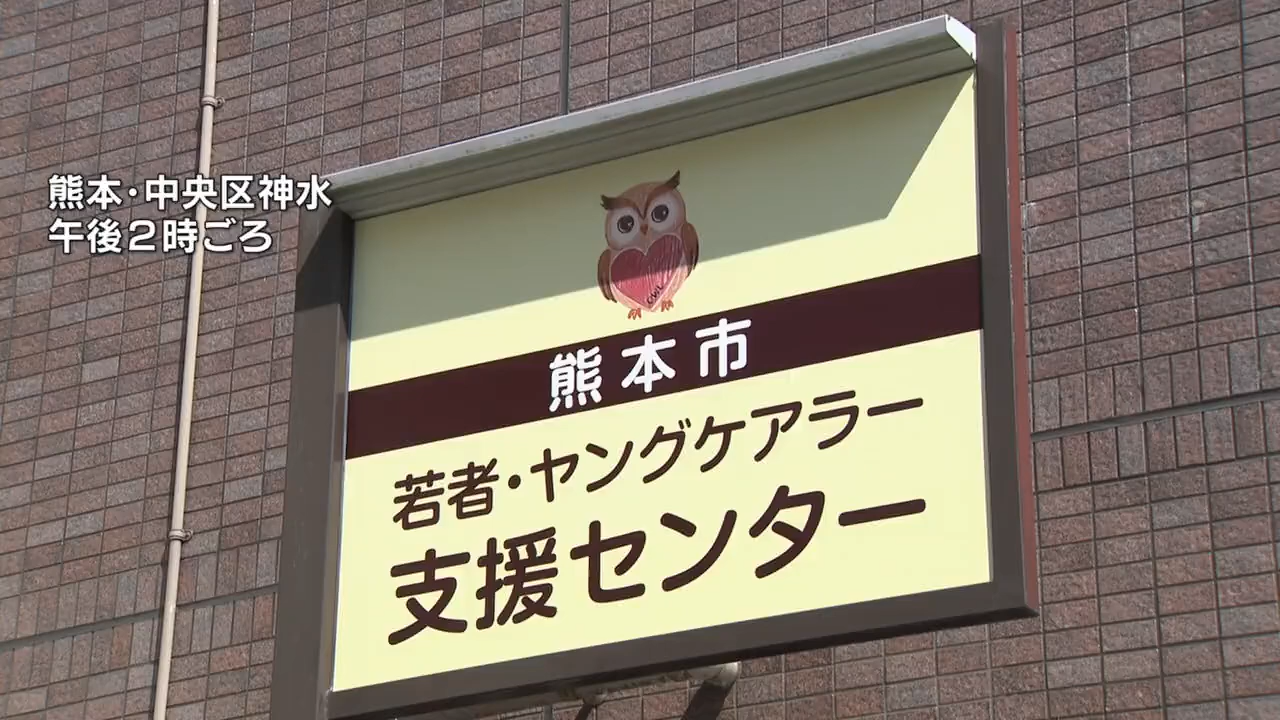 熊本・中央区神水
午後2時ごろ
熊本市
若者・ヤングケアラー
支援センター